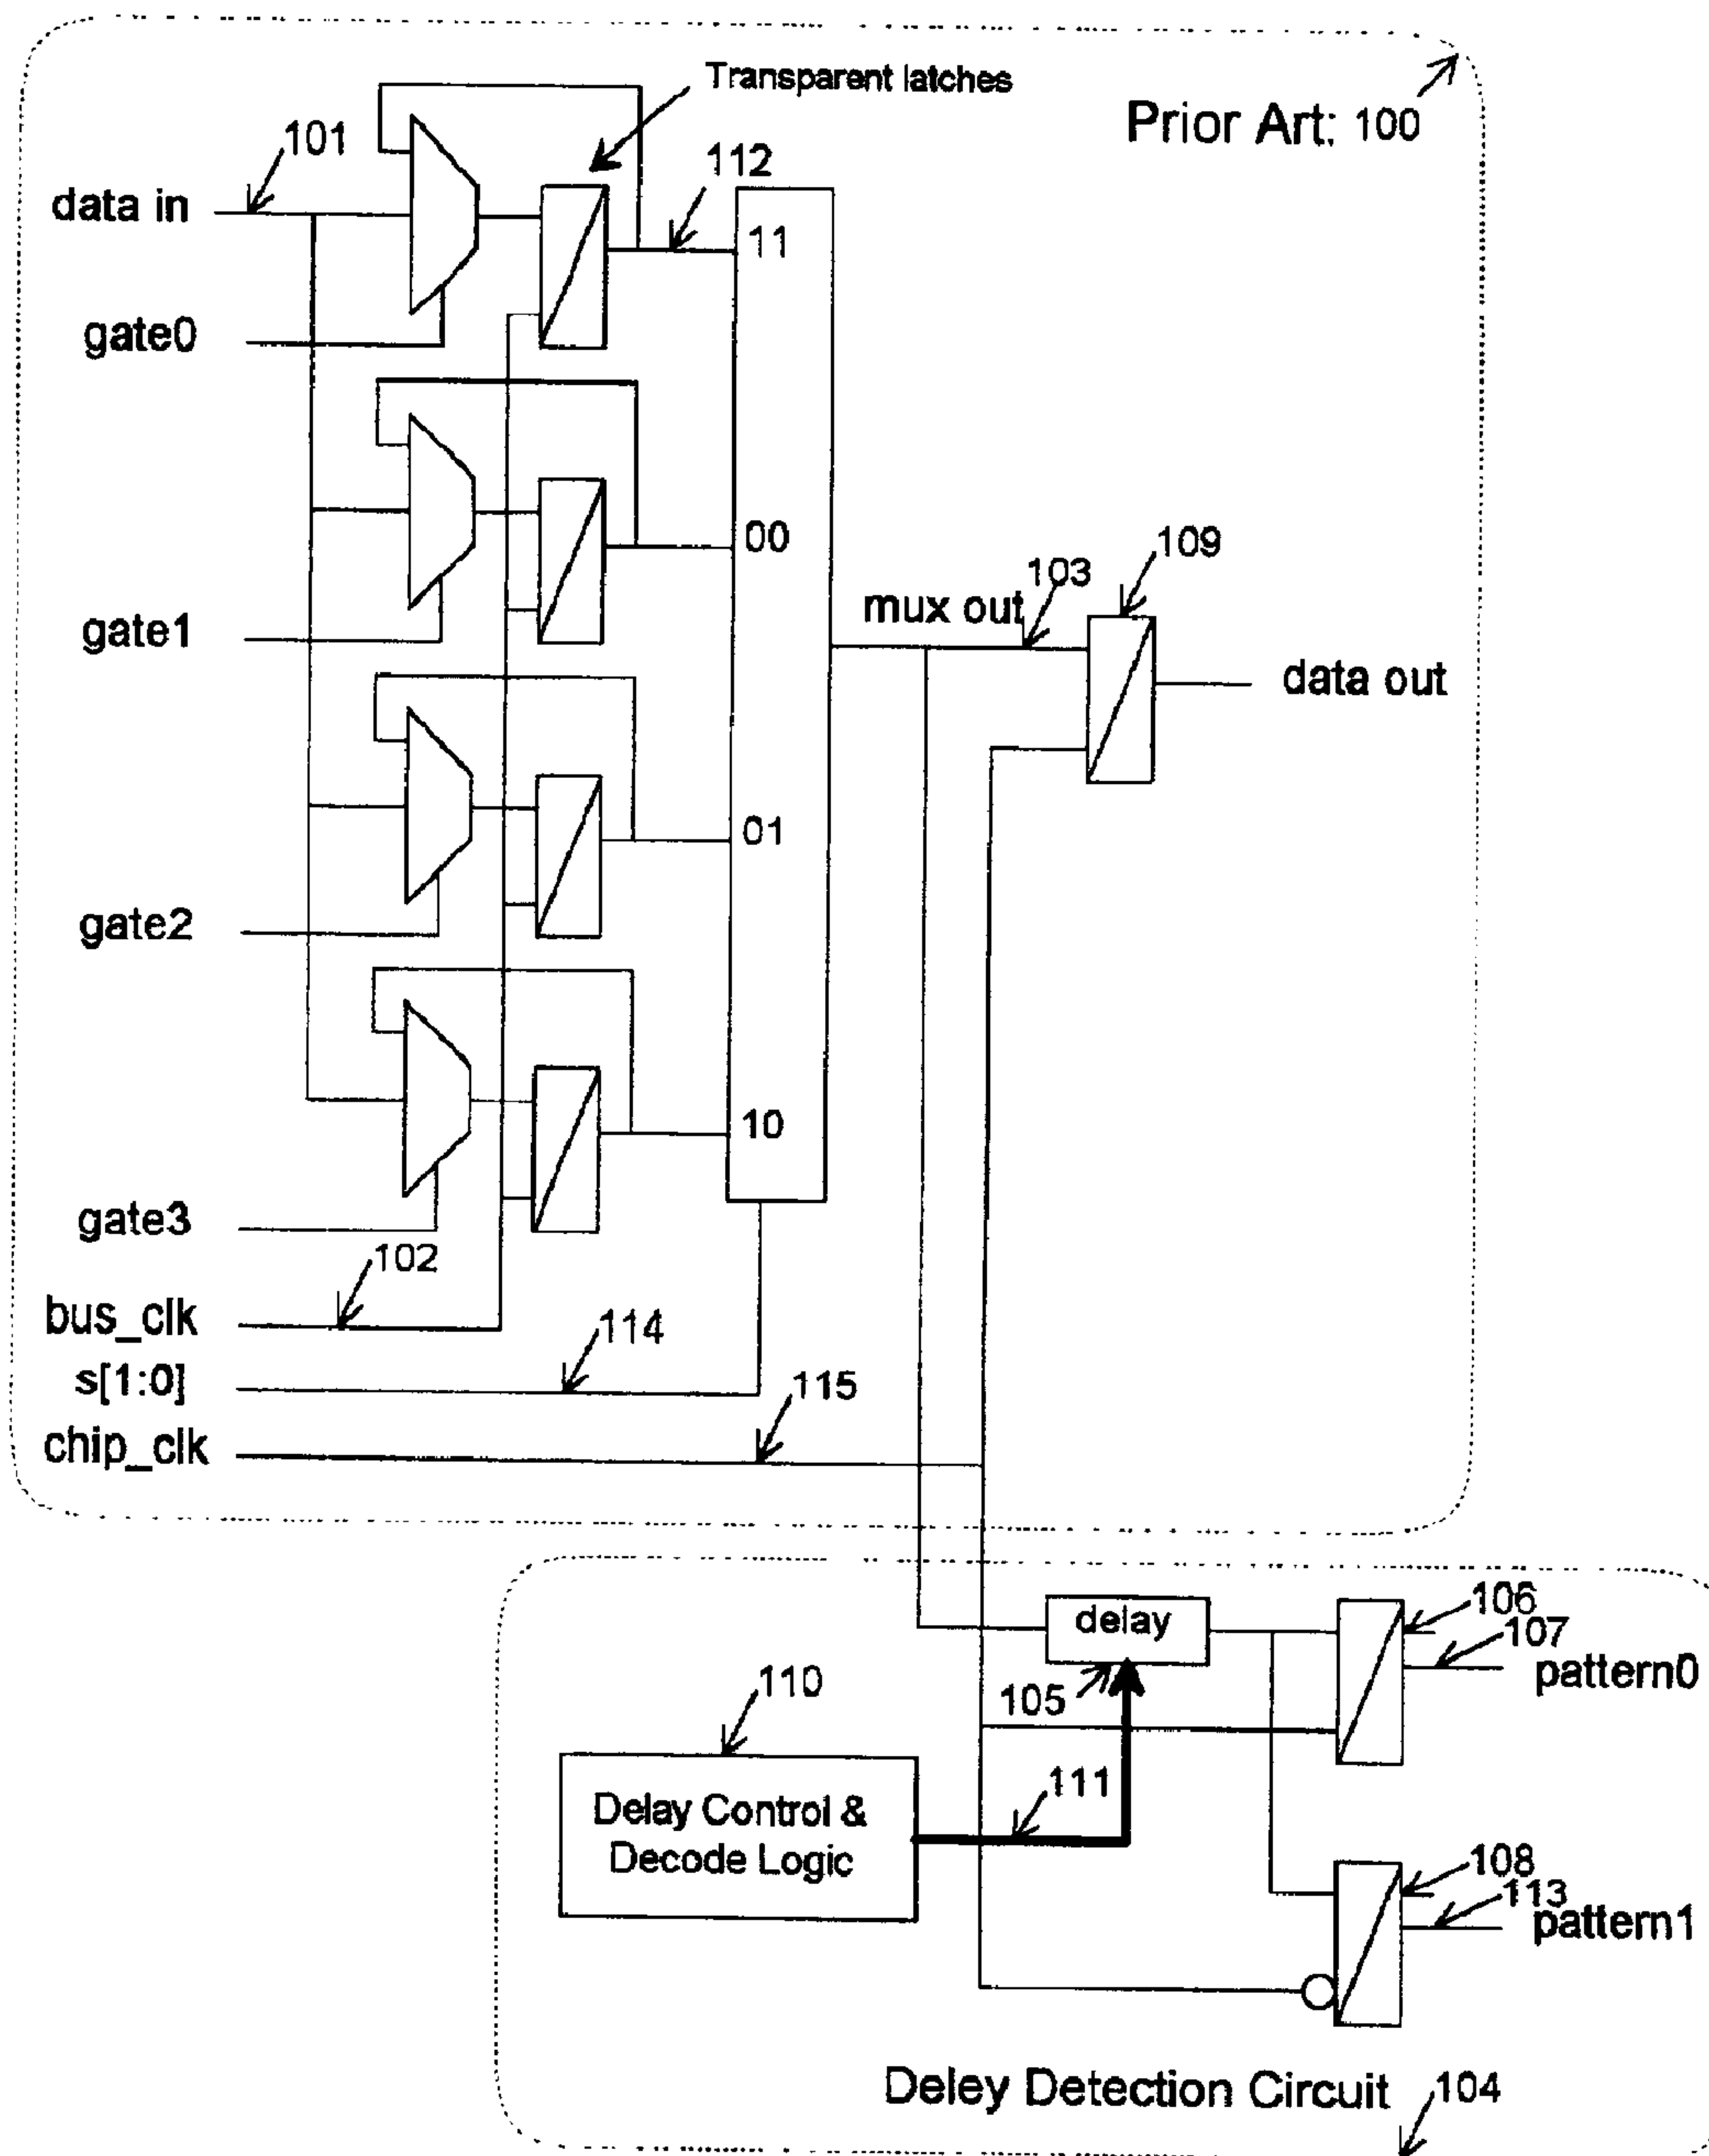 Transparent latches
Prior Art: 100
101
112
data in
11
gate0
00
109
103
mux out
gate1
data out
01
gate2
10
gate3
102
bus_clk
114
s[1:0]
115
chip_clk
delay
106
107
pattern0
105
110
111
Delay Control &
Decode Logic
108
113
pattern1
Deley Detection Circuit
104